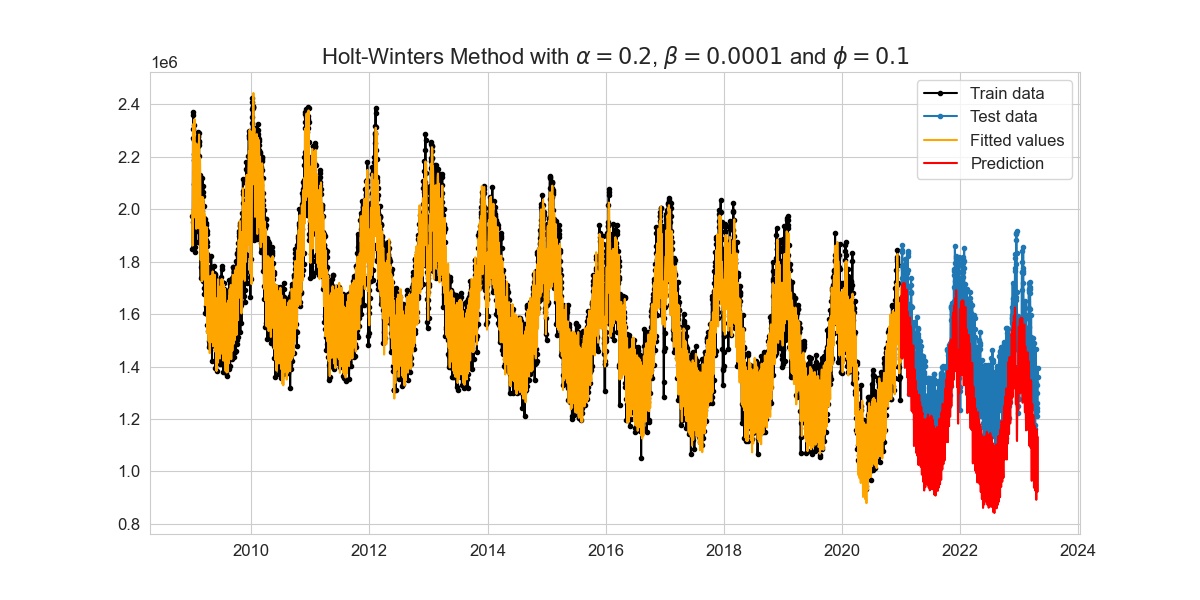 Holt-Winters Method with α = 0.2, β = 0.0001 and ϕ = 0.1
1e6
Train data
Test data
Fitted values
Prediction
2.4
2.2
2.0
1.8
1.6
1.4
1.2
1.0
0.8
2010 2012 2014 2016 2018 2020 2022 2024